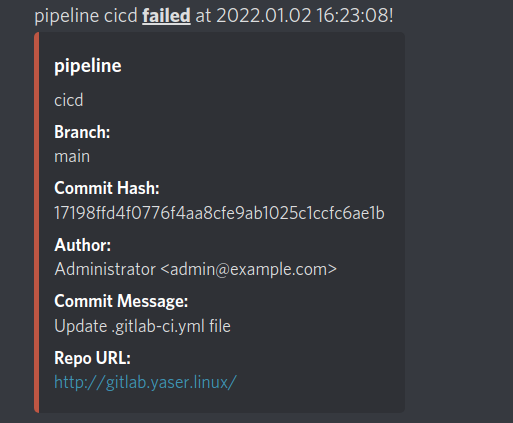 pipeline cicd failed at 2022.01.02 16:23:08!
pipeline
cicd
Branch:
main
Commit Hash:
17198ffd4f0776f4aa8cfe9ab1025c1ccfc6ae1b
Author:
Administrator <admin@example.com>
Commit Message:
Update .gitlab-ci.yml file
Repo URL:
http://gitlab.yaser.linux/